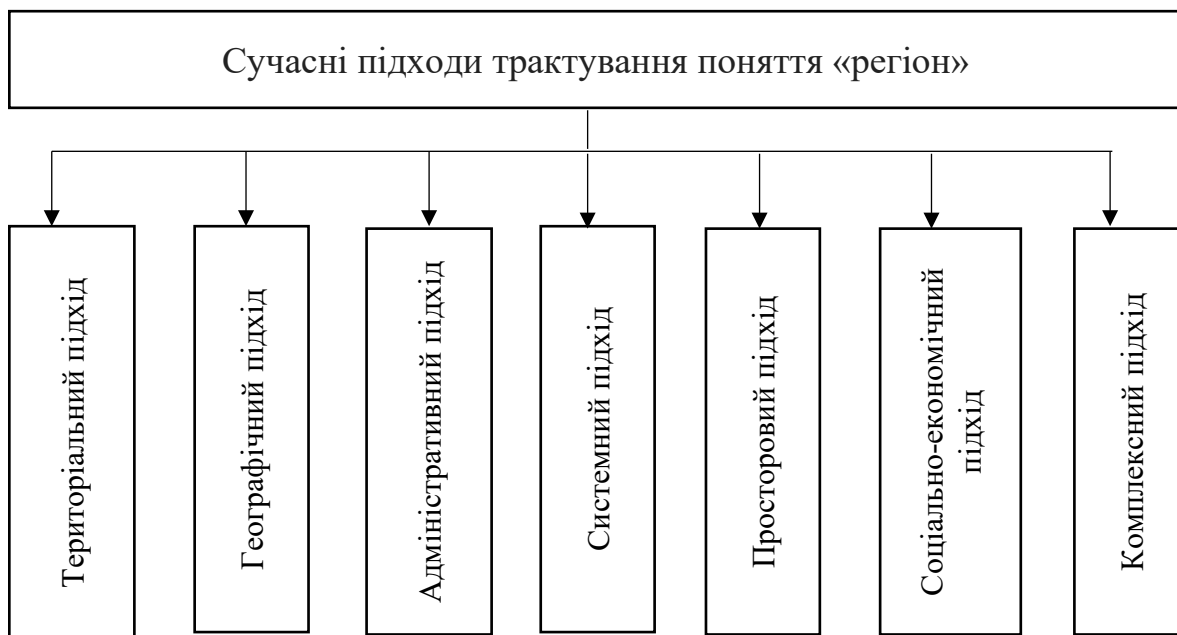 Сучасні підходи трактування поняття «регіон»
Територіальний підхід
Географічний підхід
Адміністративний підхід
Системний підхід
Просторовий підхід
Соціально-економічний
підхід
Комплексний підхід